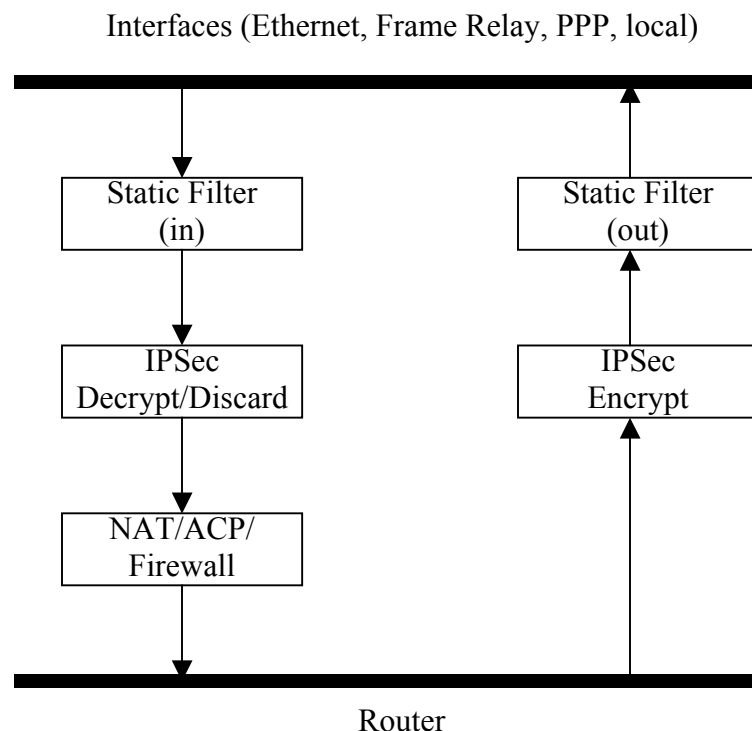 Interfaces (Ethernet, Frame Relay, PPP, local)
Static Filter
(in)
Static Filter
(out)
IPSec
Decrypt/Discard
IPSec
Encrypt
NAT/ACP/
Firewall
Router